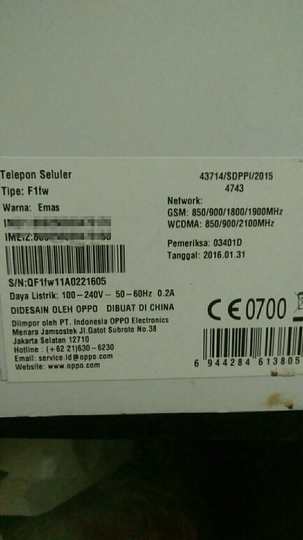 Telepon Seluler
Tipe: F1fw
Warna: Emas
S/N:QF1fw11A0221605
Daya Listrik: 100-240V~ 50-60Hz 0.2A
DIDESAIN OLEH OPPO DIBUAT DI CHINA
Diimpor oleh PT. Indonesia OPPO Electronics
Menara Jamsostek Jl.Gatot Subroto No.38
Jakarta Selatan 12710
Hotline : (+62 21)630-6230
Email: service.id@oppo.com
Website: www.oppo.com
43714/SDPPI/2015
4743
Network:
GSM: 850/900/1800/1900MHz
WCDMA: 850/900/2100MHz
Pemeriksa: 03401D
Tanggal: 2016.01.31
CE0700
6 944284 613805